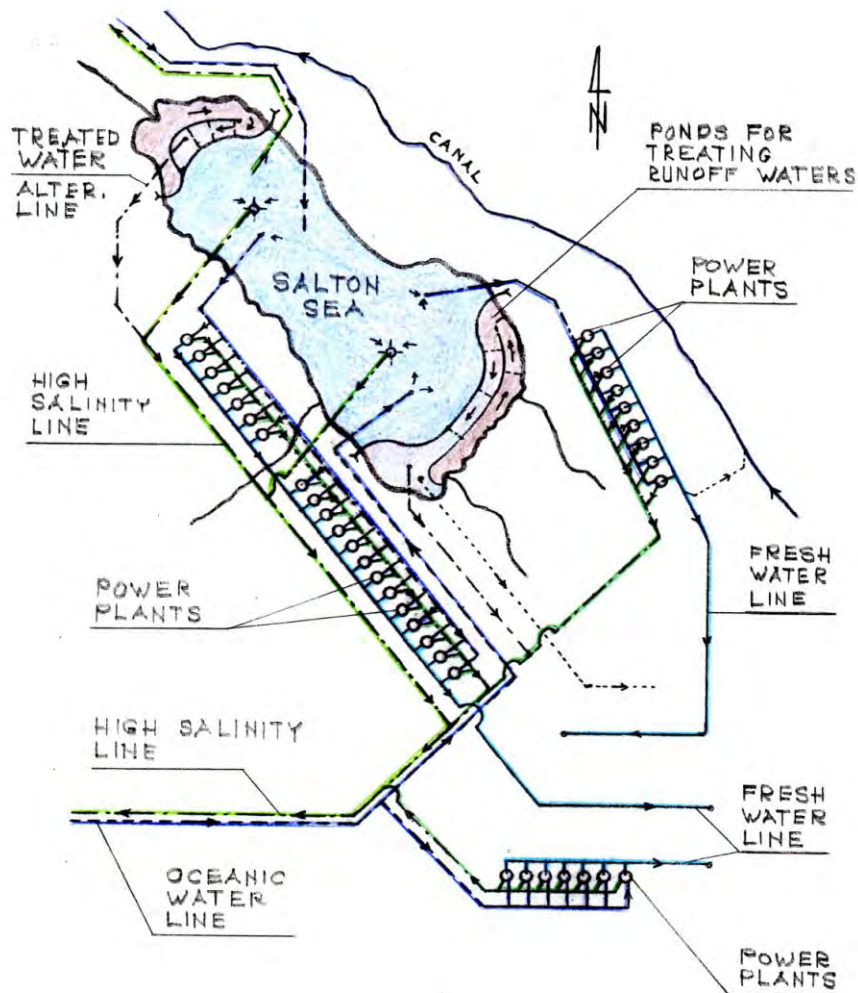 N
CANAL
TREATED
WATER
ALTER.
LINE
PONDS FOR
TREATING
RUNOFF WATERS
POWER
PLANTS
SALTON
SEA
HIGH
SALINITY
LINE
FRESH
WATER
LINE
POWER
PLANTS
HIGH SALINITY
LINE
FRESH
WATER
LINE
OCEANIC
WATER
LINE
POWER
PLANTS